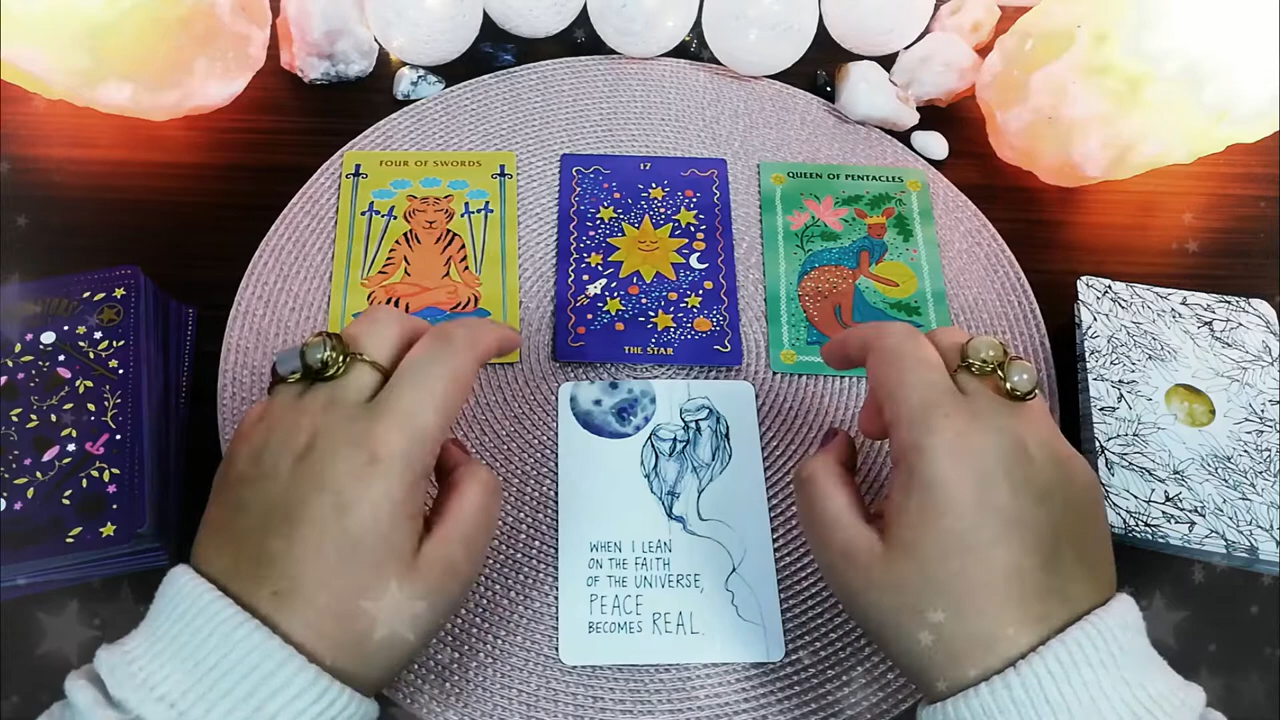 FOUR OF SWORDS
17
THE STAR
QUEEN OF PENTACLES
WHEN I LEAN
ON THE FAITH
OF THE UNIVERSE,
PEACE
BECOMES REAL.